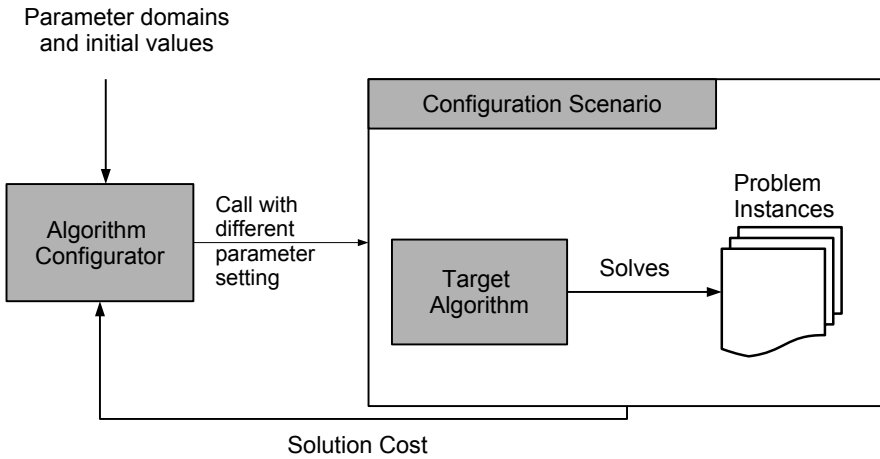 Parameter domains
and initial values
Configuration Scenario
Algorithm
Configurator
Call with
different
parameter
setting
Target
Algorithm
Solves
Problem
Instances
Solution Cost